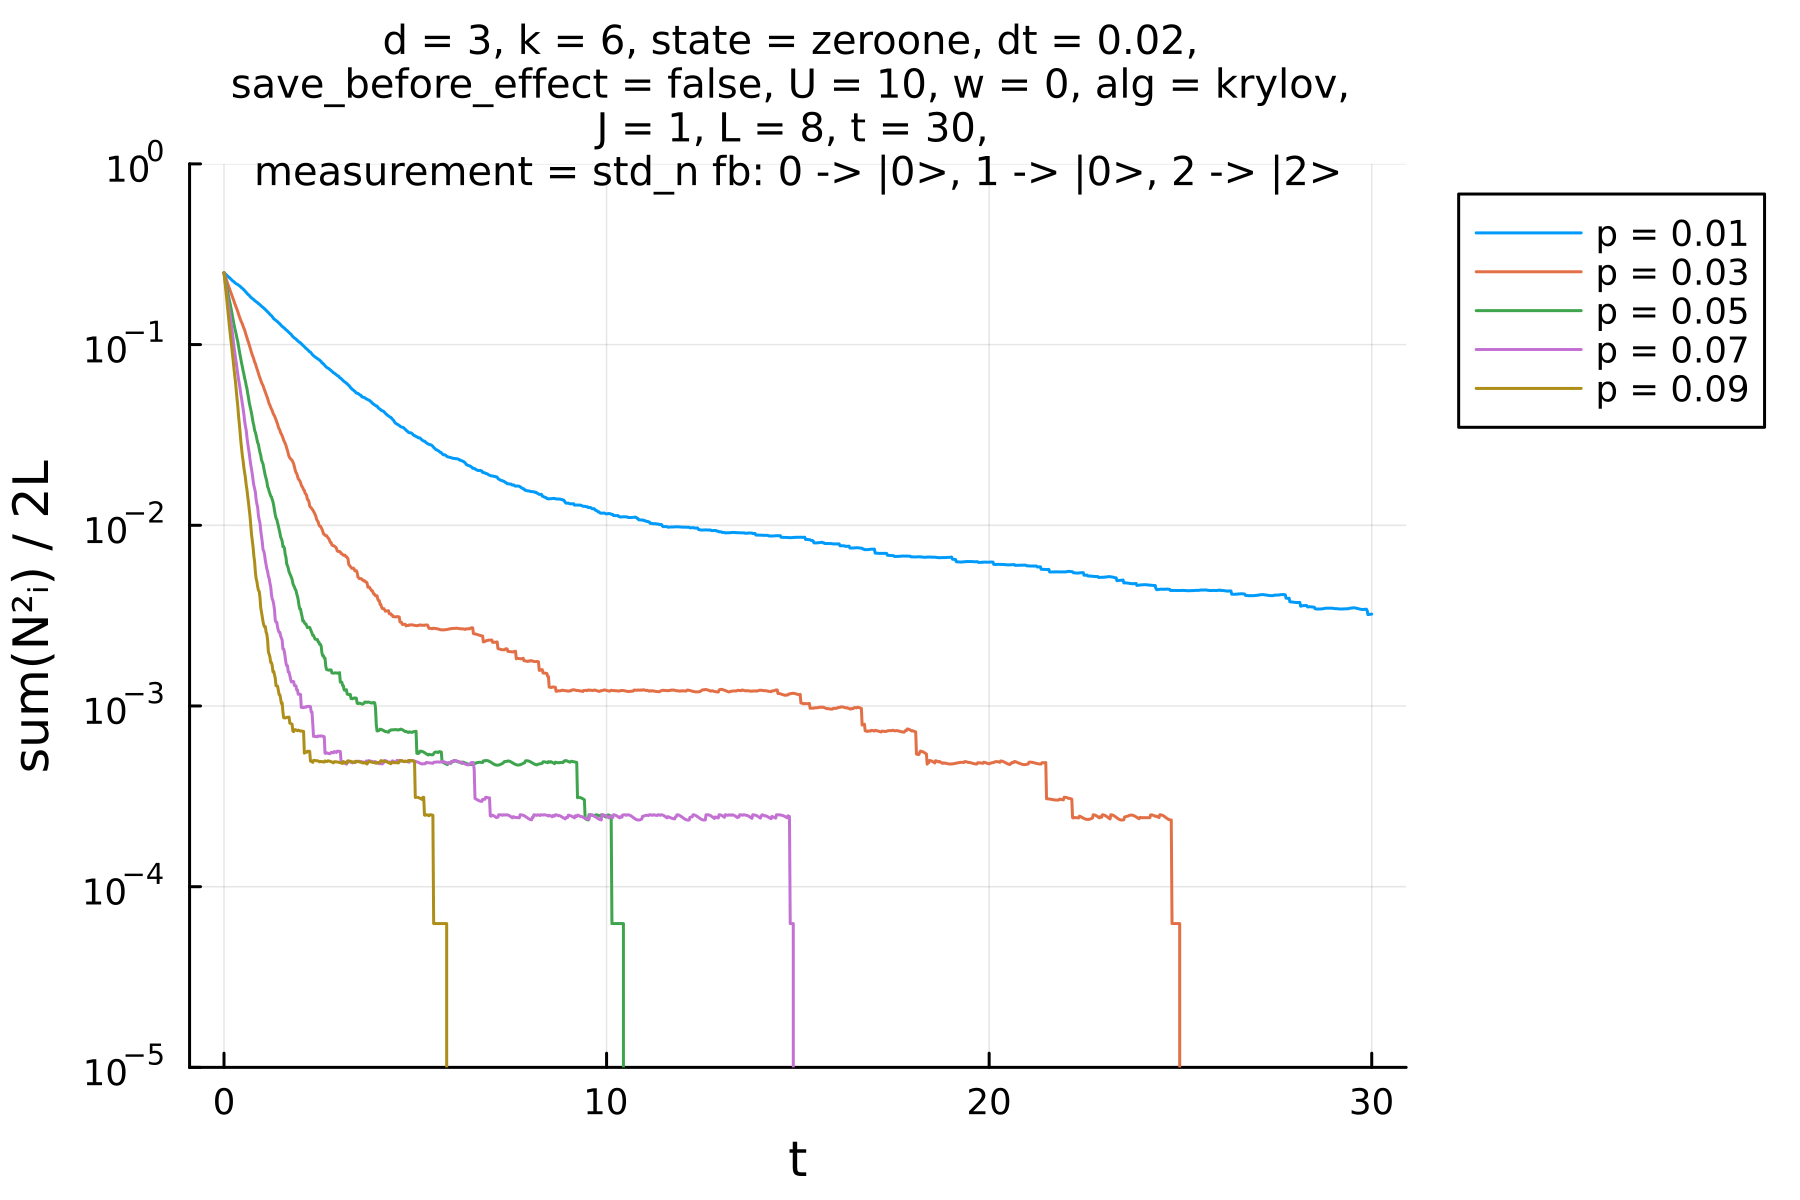 d = 3, k = 6, state = zeroone, dt = 0.02,
save_before_effect = false, U = 10, w = 0, alg = krylov,
J = 1, L = 8, t = 30,
measurement = std_n fb: 0 -> |0>, 1 -> |0>, 2 -> |2>
10⁰
10⁻¹
10⁻²
10⁻³
10⁻⁴
10⁻⁵
sum(N²ᵢ) / 2L
0
10
20
30
t
p = 0.01
p = 0.03
p = 0.05
p = 0.07
p = 0.09